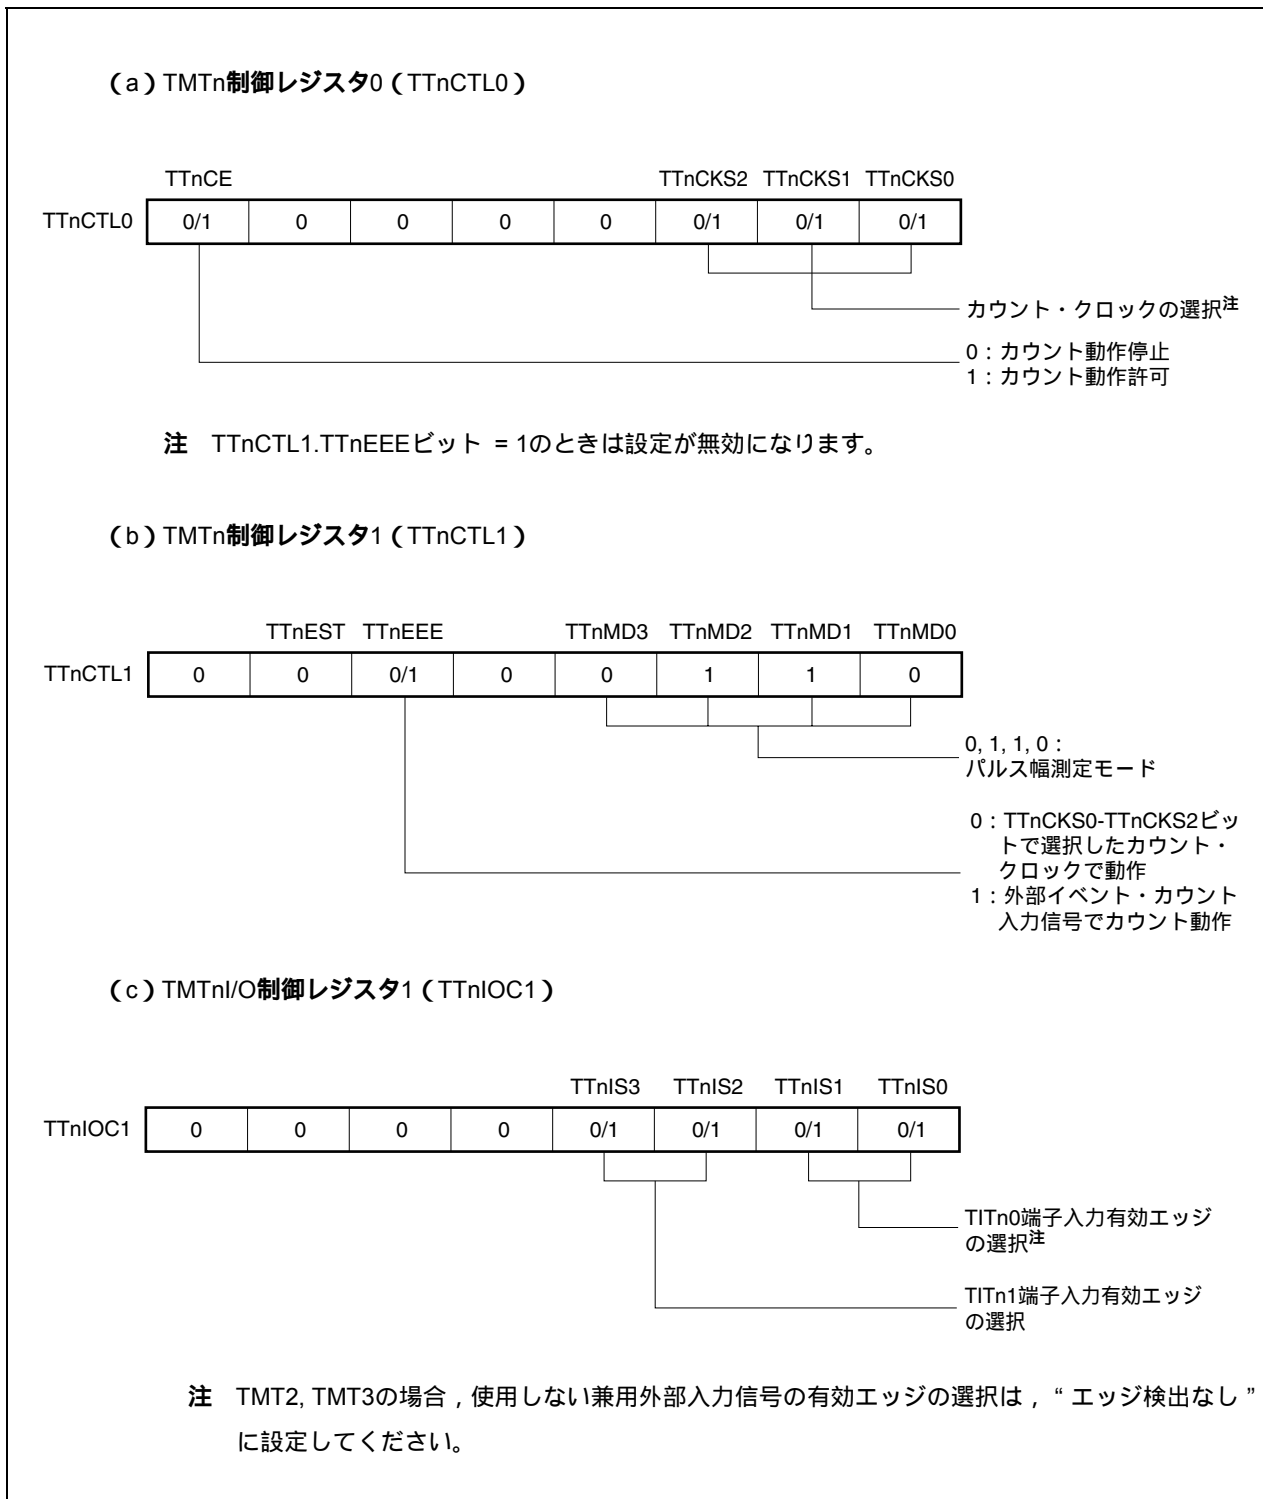 （a）TMTn制御レジスタ0（TTnCTL0）
TTnCE TTnCKS2 TTnCKS1 TTnCKS0
TTnCTL0 0/1 0 0 0 0 0/1 0/1 0/1
カウント・クロックの選択注
0：カウント動作停止
1：カウント動作許可
注 TTnCTL1.TTnEEEビット = 1のときは設定が無効になります。
（b）TMTn制御レジスタ1（TTnCTL1）
TTnEST TTnEEE TTnMD3 TTnMD2 TTnMD1 TTnMD0
TTnCTL1 0 0 0/1 0 0 1 1 0
0, 1, 1, 0：
パルス幅測定モード
0：TTnCKS0-TTnCKS2ビッ
トで選択したカウント・
クロックで動作
1：外部イベント・カウント
入力信号でカウント動作
（c）TMTnI/O制御レジスタ1（TTnIOC1）
TTnIS3 TTnIS2 TTnIS1 TTnIS0
TTnIOC1 0 0 0 0 0/1 0/1 0/1 0/1
TITn0端子入力有効エッジ
の選択注
TITn1端子入力有効エッジ
の選択
注 TMT2, TMT3の場合，使用しない兼用外部入力信号の有効エッジの選択は，“エッジ検出なし”
に設定してください。